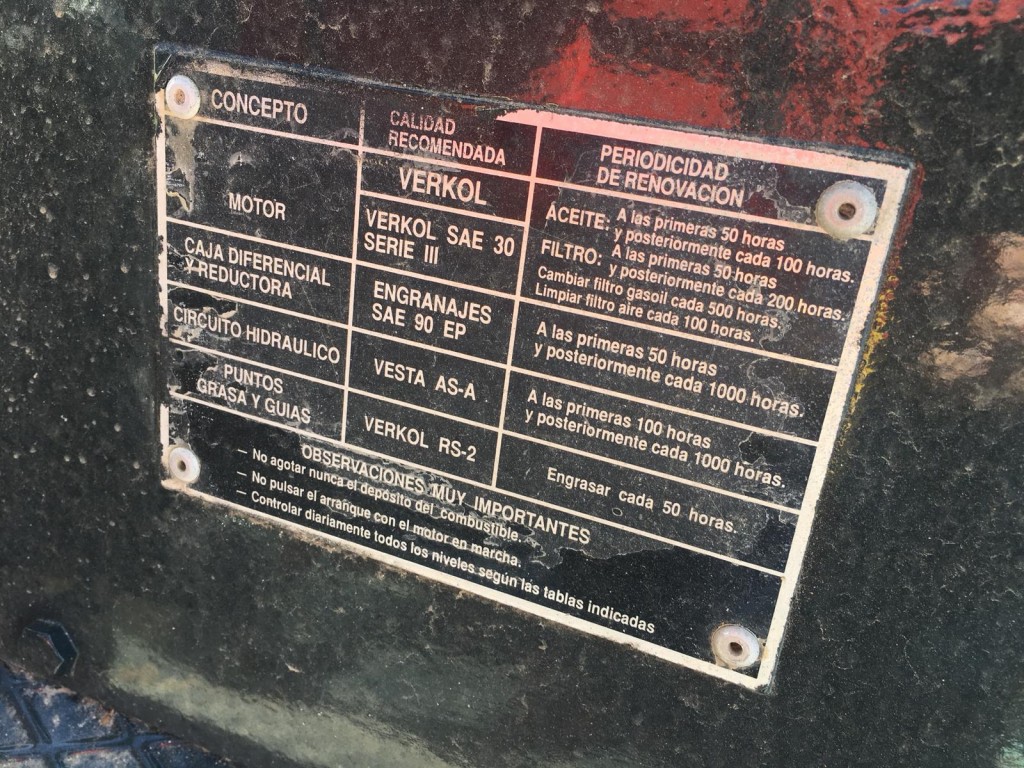 CONCEPTO
CALIDAD
RECOMENDADA
PERIODICIDAD
DE RENOVACION
VERKOL
MOTOR
VERKOL SAE 30
SERIE III
ACEITE: A las primeras 50 horas
y posteriormente cada 100 horas.
FILTRO: A las primeras 50 horas
y posteriormente cada 200 horas.
Cambiar filtro gasoil cada 500 horas.
Limpiar filtro aire cada 100 horas.
CAJA DIFERENCIAL
Y REDUCTORA
ENGRANAJES
SAE 90 EP
A las primeras 50 horas
y posteriormente cada 1000 horas.
CIRCUITO HIDRAULICO
VESTA AS-A
A las primeras 100 horas
y posteriormente cada 1000 horas.
PUNTOS
GRASA Y GUIAS
VERKOL RS-2
Engrasar cada 50 horas.
OBSERVACIONES MUY IMPORTANTES
— No agotar nunca el depósito del combustible.
— No pulsar el arranque con el motor en marcha.
— Controlar diariamente todos los niveles según las tablas indicadas